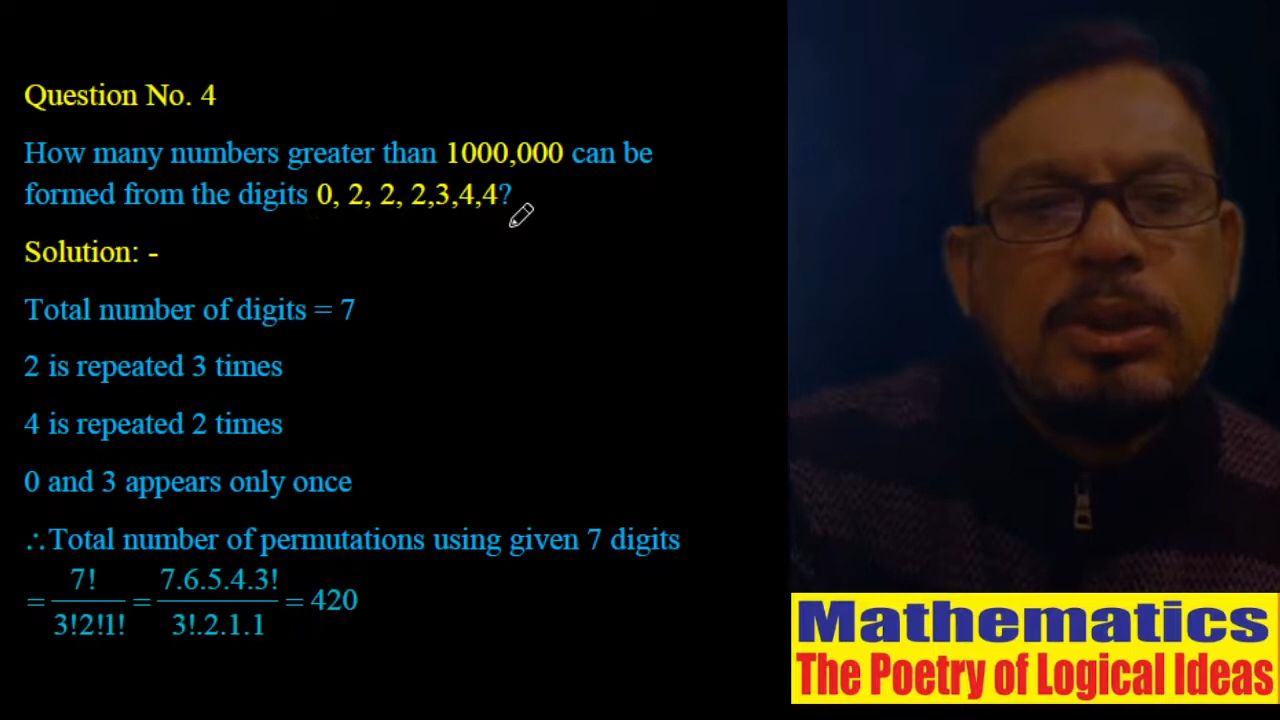 Question No. 4
How many numbers greater than 1000,000 can be
formed from the digits 0, 2, 2, 2,3,4,4?
Solution: -
Total number of digits = 7
2 is repeated 3 times
4 is repeated 2 times
0 and 3 appears only once
∴Total number of permutations using given 7 digits
= 7!/3!2!1! = 7.6.5.4.3!/3!.2.1.1 = 420
Mathematics
The Poetry of Logical Ideas